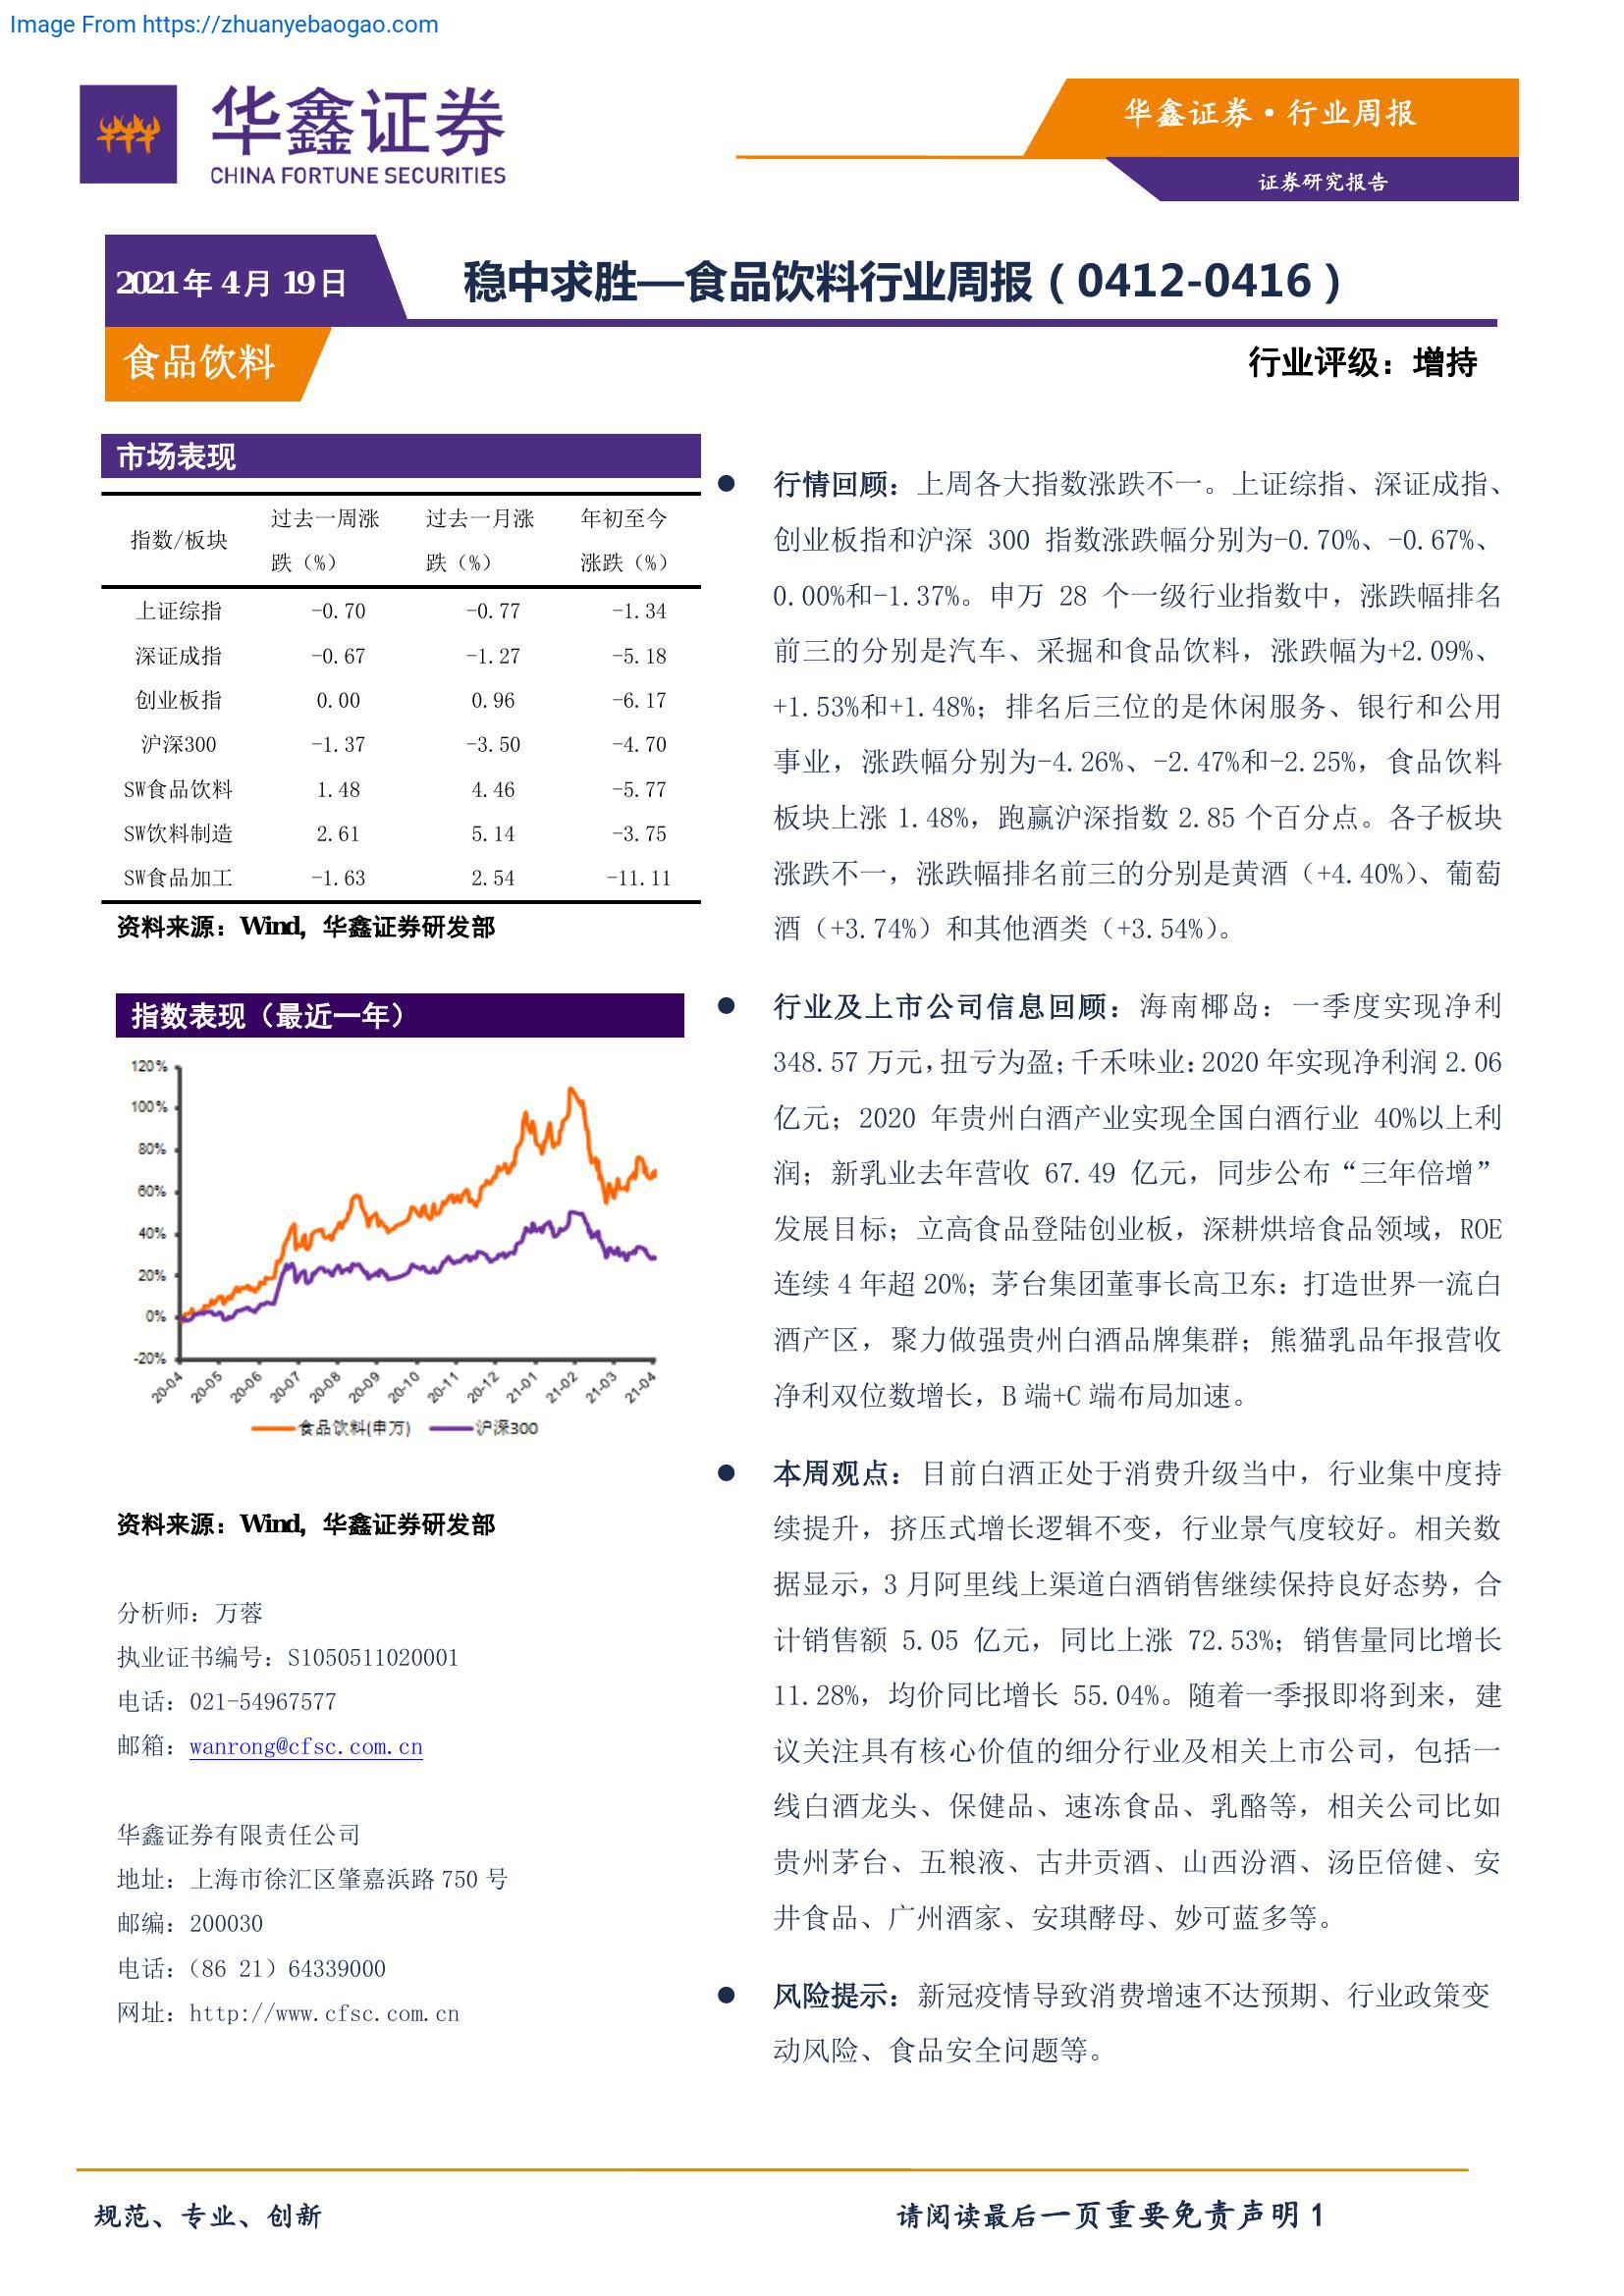 Image From https://zhuanyebaogao.com
华鑫证券
CHINA FORTUNE SECURITIES
华鑫证券·行业周报
证券研究报告
2021年 4月 19日
稳中求胜—食品饮料行业周报（0412-0416）
食品饮料
行业评级：增持
市场表现
指数/板块 过去一周涨跌（%） 过去一月涨跌（%） 年初至今涨跌（%）
上证综指 -0.70 -0.77 -1.34
深证成指 -0.67 -1.27 -5.18
创业板指 0.00 0.96 -6.17
沪深300 -1.37 -3.50 -4.70
SW食品饮料 1.48 4.46 -5.77
SW饮料制造 2.61 5.14 -3.75
SW食品加工 -1.63 2.54 -11.11
资料来源：Wind，华鑫证券研发部
指数表现（最近一年）
120%
100%
80%
60%
40%
20%
0%
-20%
20-04 20-05 20-06 20-07 20-08 20-09 20-10 20-11 20-12 21-01 21-02 21-03 21-04
食品饮料(申万) 沪深300
资料来源：Wind，华鑫证券研发部
分析师：万蓉
执业证书编号：S1050511020001
电话：021-54967577
邮箱：wanrong@cfsc.com.cn
华鑫证券有限责任公司
地址：上海市徐汇区肇嘉浜路 750 号
邮编：200030
电话：（86 21）64339000
网址：http://www.cfsc.com.cn
● 行情回顾：上周各大指数涨跌不一。上证综指、深证成指、
创业板指和沪深 300 指数涨跌幅分别为-0.70%、-0.67%、
0.00%和-1.37%。申万 28 个一级行业指数中，涨跌幅排名
前三的分别是汽车、采掘和食品饮料，涨跌幅为+2.09%、
+1.53%和+1.48%；排名后三位的是休闲服务、银行和公用
事业，涨跌幅分别为-4.26%、-2.47%和-2.25%，食品饮料
板块上涨 1.48%，跑赢沪深指数 2.85 个百分点。各子板块
涨跌不一，涨跌幅排名前三的分别是黄酒（+4.40%）、葡萄
酒（+3.74%）和其他酒类（+3.54%）。
● 行业及上市公司信息回顾：海南椰岛：一季度实现净利
348.57 万元，扭亏为盈；千禾味业：2020 年实现净利润 2.06
亿元；2020 年贵州白酒产业实现全国白酒行业 40%以上利
润；新乳业去年营收 67.49 亿元，同步公布“三年倍增”
发展目标；立高食品登陆创业板，深耕烘培食品领域，ROE
连续 4 年超 20%；茅台集团董事长高卫东：打造世界一流白
酒产区，聚力做强贵州白酒品牌集群；熊猫乳品年报营收
净利双位数增长，B 端+C 端布局加速。
● 本周观点：目前白酒正处于消费升级当中，行业集中度持
续提升，挤压式增长逻辑不变，行业景气度较好。相关数
据显示，3 月阿里线上渠道白酒销售继续保持良好态势，合
计销售额 5.05 亿元，同比上涨 72.53%；销售量同比增长
11.28%，均价同比增长 55.04%。随着一季报即将到来，建
议关注具有核心价值的细分行业及相关上市公司，包括一
线白酒龙头、保健品、速冻食品、乳酪等，相关公司比如
贵州茅台、五粮液、古井贡酒、山西汾酒、汤臣倍健、安
井食品、广州酒家、安琪酵母、妙可蓝多等。
● 风险提示：新冠疫情导致消费增速不达预期、行业政策变
动风险、食品安全问题等。
规范、专业、创新
请阅读最后一页重要免责声明 1